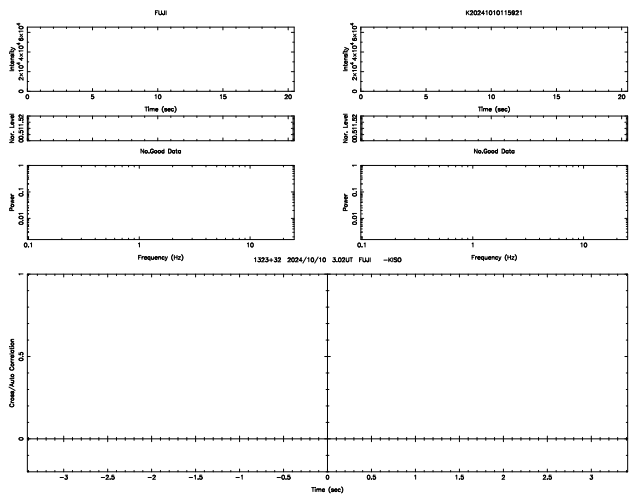 FUJI
K20241010115921
Intensity
0 2×10⁴ 4×10⁴ 6×10⁴
0 5 10 15 20
Time (sec)
Intensity
0 2×10⁴ 4×10⁴ 6×10⁴
0 5 10 15 20
Time (sec)
Nor. Level
0 0.5 1 1.5 2
Nor. Level
0 0.5 1 1.5 2
No.Good Data
No.Good Data
Power
1
0.1
0.01
0.1 1 10
Frequency (Hz)
Power
1
0.1
0.01
0.1 1 10
Frequency (Hz)
1323+32 2024/10/10 3.02UT FUJI -KISO
Cross/Auto Correlation
1
0.5
0
-3 -2.5 -2 -1.5 -1 -0.5 0 0.5 1 1.5 2 2.5 3
Time (sec)